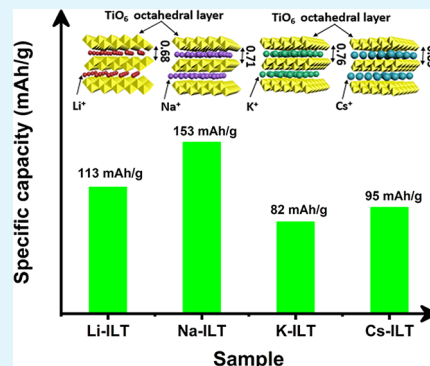 TiO6 octahedral layer
TiO6 octahedral layer
0.68
0.71
0.76
Li+
Na+
K+
Cs+
Specific capacity (mAh/g)
113 mAh/g
153 mAh/g
82 mAh/g
95 mAh/g
Li-ILT
Na-ILT
K-ILT
Cs-ILT
Sample